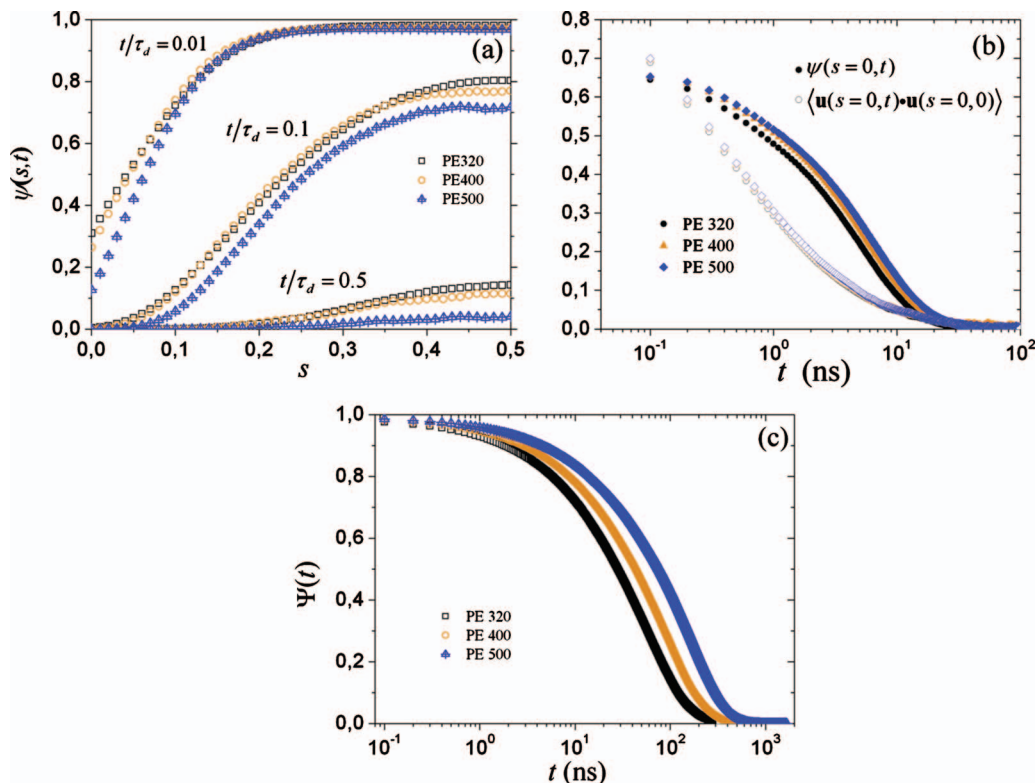 (a)
t/τ_d = 0.01
t/τ_d = 0.1
t/τ_d = 0.5
PE320
PE400
PE500
ψ(s,t)
1,0
0,8
0,6
0,4
0,2
0,0
0,0 0,1 0,2 0,3 0,4 0,5
s
(b)
ψ(s=0,t)
⟨u(s=0,t)•u(s=0,0)⟩
PE 320
PE 400
PE 500
0,8
0,7
0,6
0,5
0,4
0,3
0,2
0,1
0,0
10⁻¹ 10⁰ 10¹ 10²
t (ns)
(c)
PE 320
PE 400
PE 500
Ψ(t)
1,0
0,8
0,6
0,4
0,2
0,0
10⁻¹ 10⁰ 10¹ 10² 10³
t (ns)